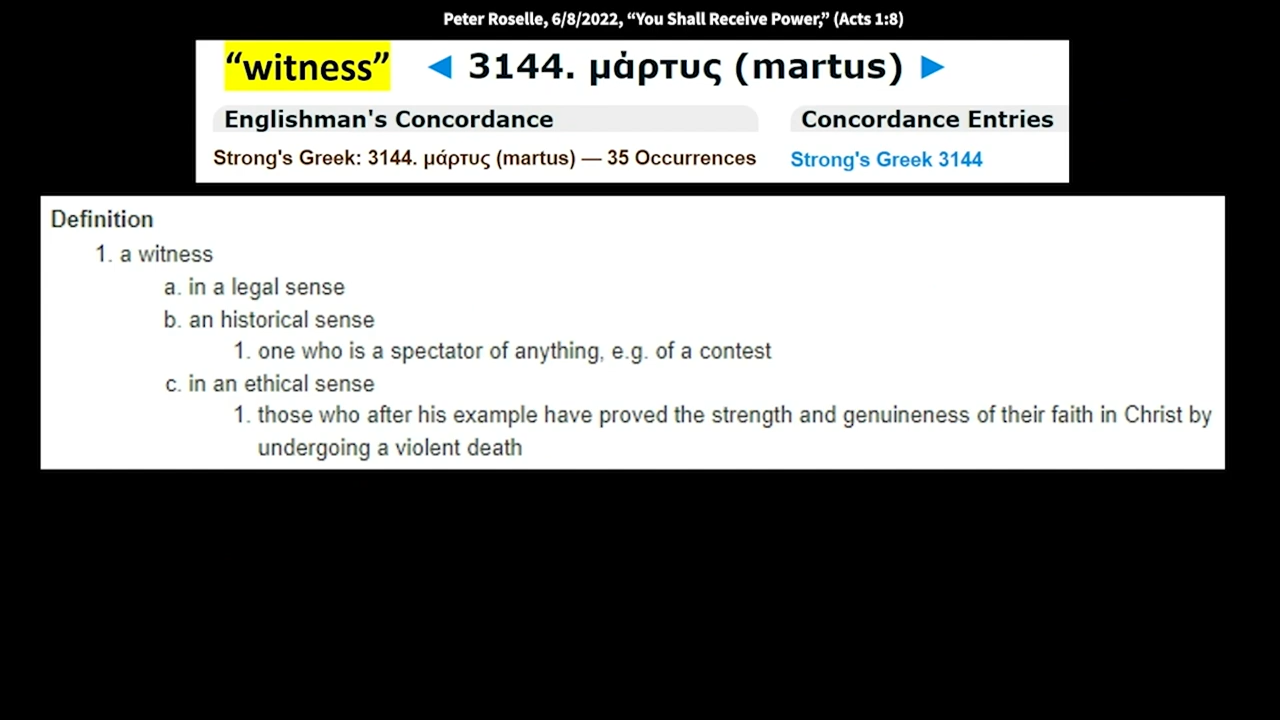 Peter Roselle, 6/8/2022, “You Shall Receive Power,” (Acts 1:8)
“witness” ◀ 3144. μάρτυς (martus) ▶
Englishman's Concordance
Strong's Greek: 3144. μάρτυς (martus) — 35 Occurrences
Concordance Entries
Strong's Greek 3144
Definition
1. a witness
a. in a legal sense
b. an historical sense
1. one who is a spectator of anything, e.g. of a contest
c. in an ethical sense
1. those who after his example have proved the strength and genuineness of their faith in Christ by
undergoing a violent death